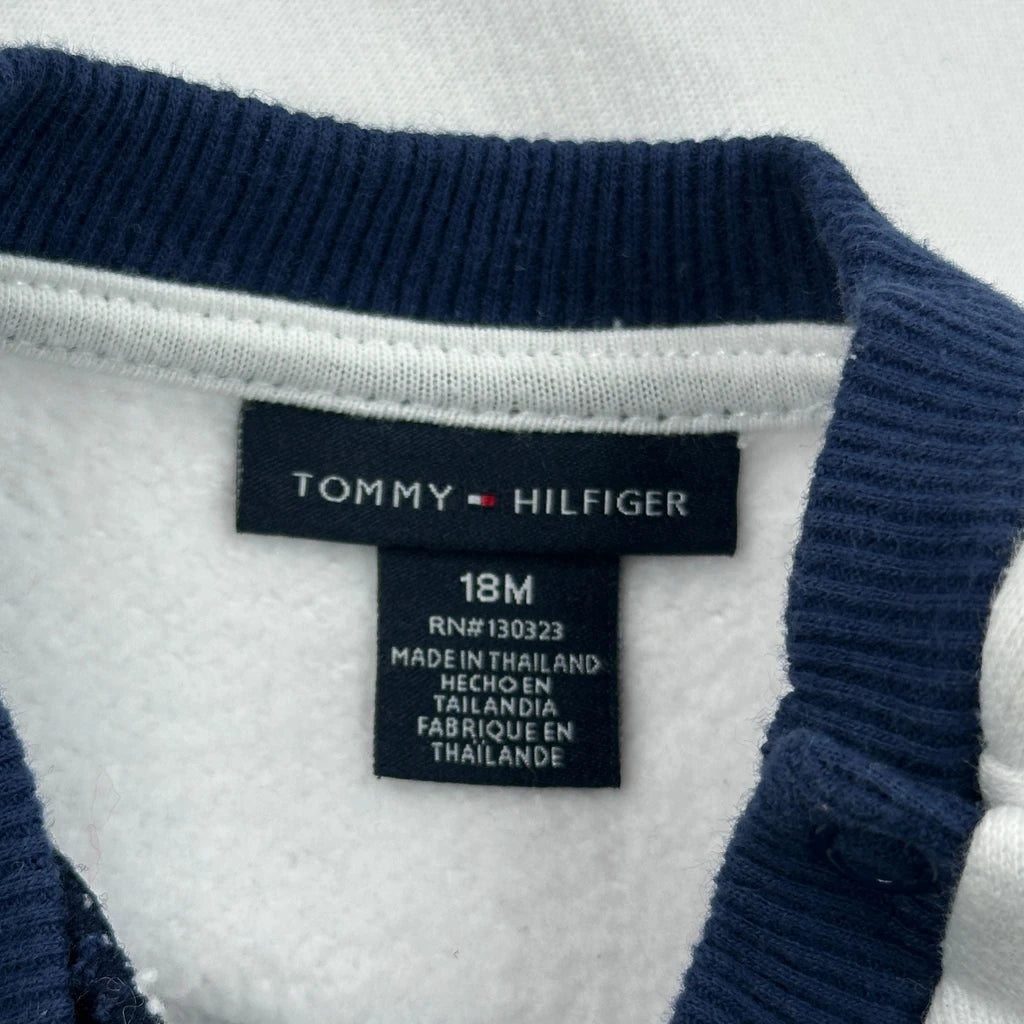 TOMMY HILFIGER
18M
RN#130323
MADE IN THAILAND
HECHO EN
TAILANDIA
FABRIQUE EN
THAÏLANDE